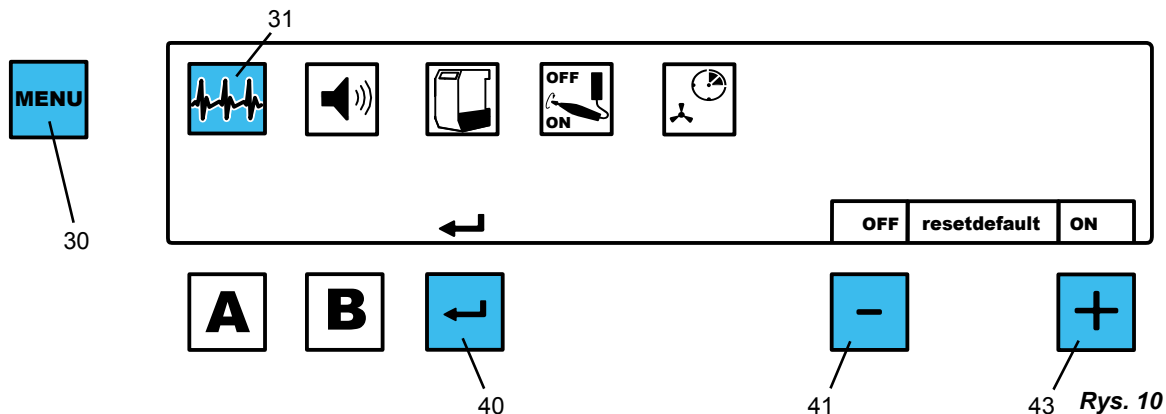 31
MENU
OFF
ON
30
OFF resetdefault ON
A B - +
40 41 43 Rys. 10